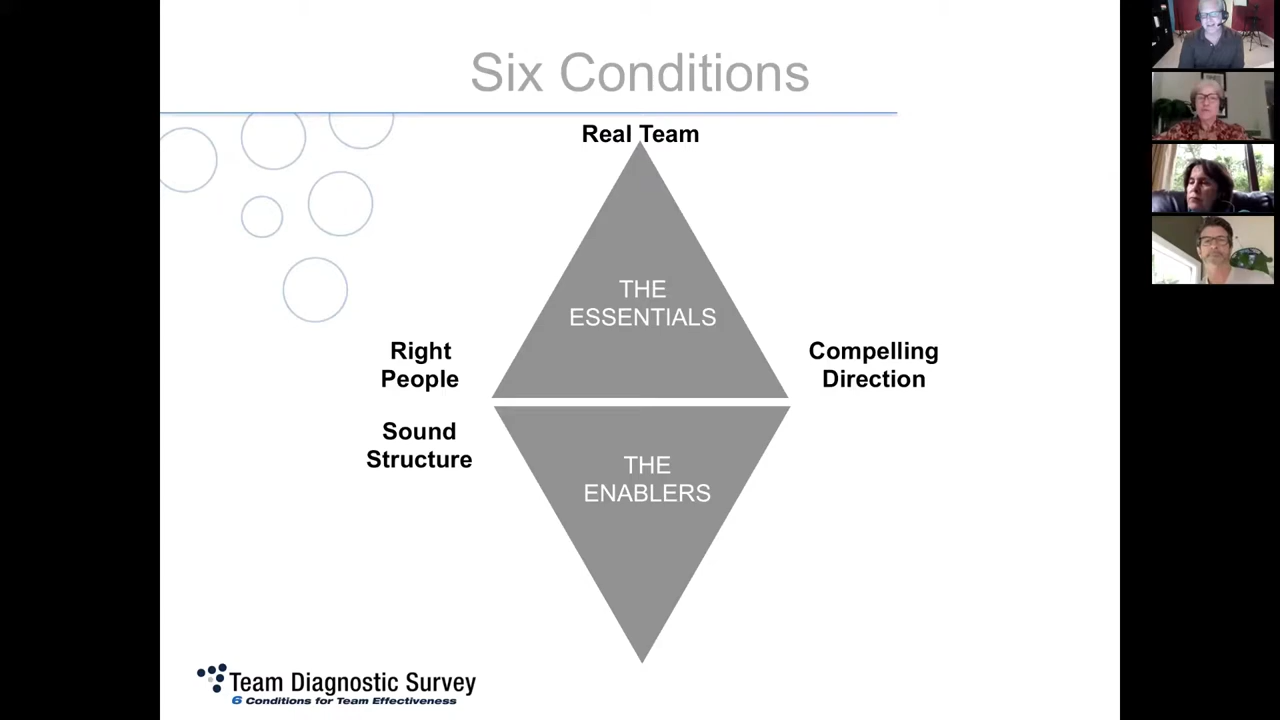 Six Conditions
Real Team
THE
ESSENTIALS
Right
People
Compelling
Direction
Sound
Structure
THE
ENABLERS
Team Diagnostic Survey
6 Conditions for Team Effectiveness